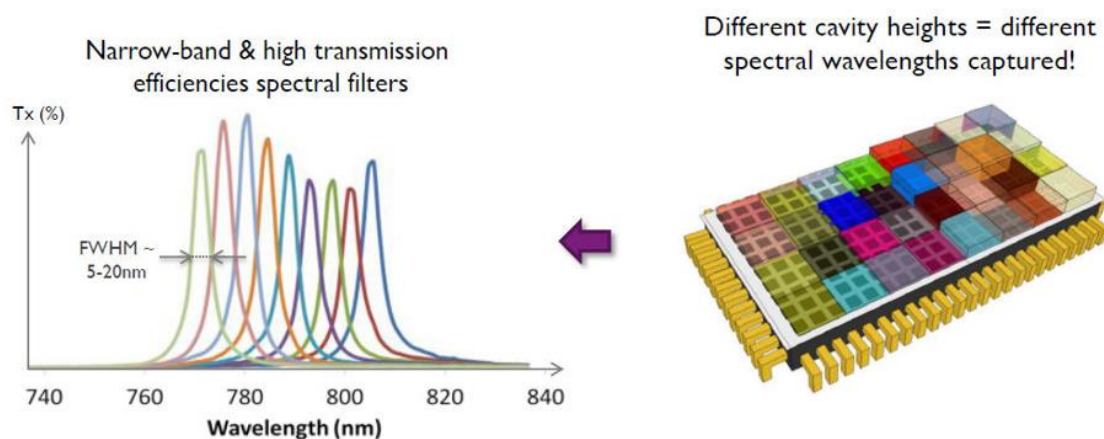 Narrow-band & high transmission
efficiencies spectral filters
Tx (%)
FWHM ~
5-20nm
740 760 780 800 820 840
Wavelength (nm)
Different cavity heights = different
spectral wavelengths captured!